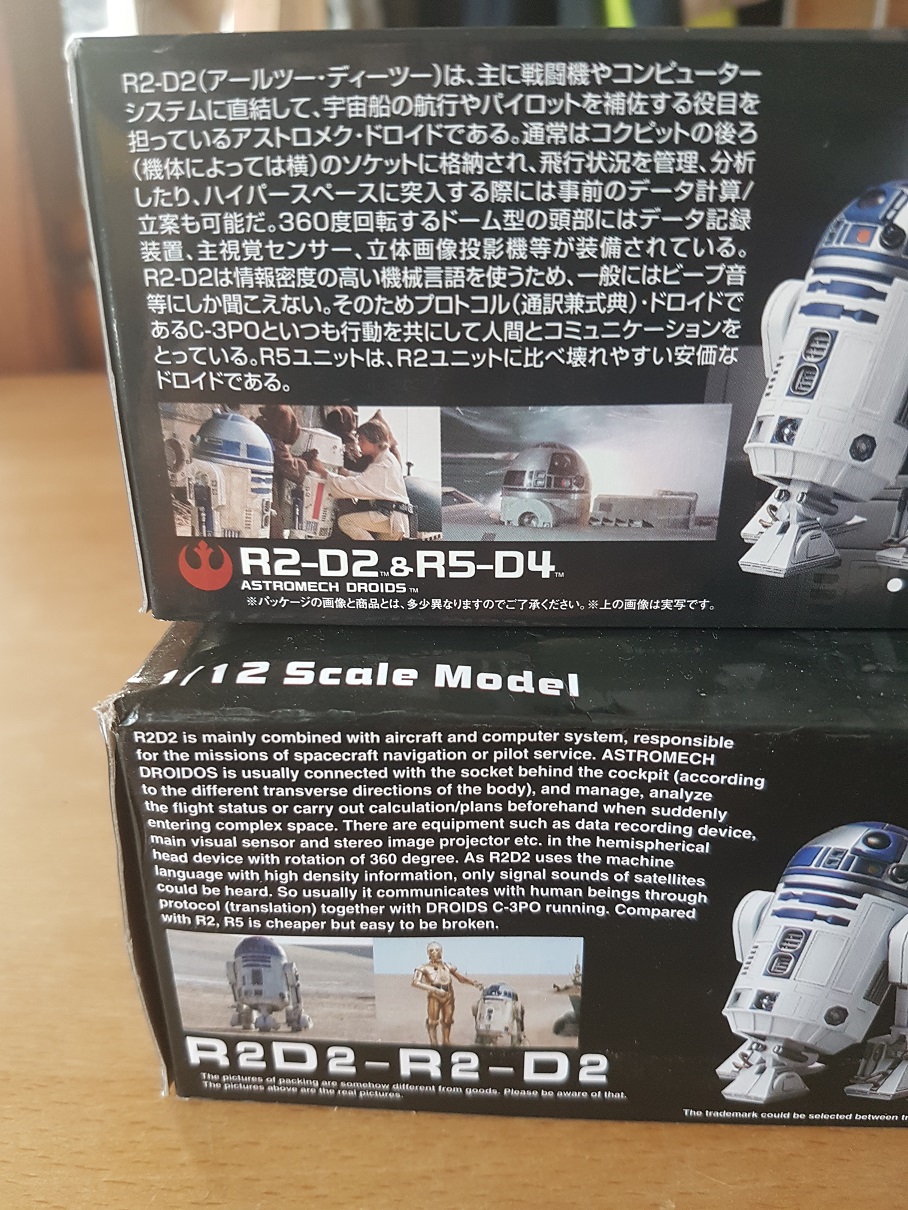 R2-D2(アールツー・ディーツー)は、主に戦闘機やコンピューター
システムに直結して、宇宙船の航行やパイロットを補佐する役目を
担っているアストロメク・ドロイドである。通常はコクピットの後ろ
(機体によっては横)のソケットに格納され、飛行状況を管理、分析
したり、ハイパースペースに突入する際には事前のデータ計算/
立案も可能だ。360度回転するドーム型の頭部にはデータ記録
装置、主視覚センサー、立体画像投影機等が装備されている。
R2-D2は情報密度の高い機械言語を使うため、一般にはビープ音
等にしか聞こえない。そのためプロトコル(通訳兼式典)・ドロイドで
あるC-3POといつも行動を共にして人間とコミュニケーションを
とっている。R5ユニットは、R2ユニットに比べ壊れやすい安価な
ドロイドである。
R2-D2™&R5-D4™
ASTROMECH DROIDS™
※パッケージの画像と商品とは、多少異なりますのでご了承ください。※上の画像は実写です。
1/12 Scale Model
R2D2 is mainly combined with aircraft and computer system, responsible
for the missions of spacecraft navigation or pilot service. ASTROMECH
DROIDOS is usually connected with the socket behind the cockpit (according
to the different transverse directions of the body), and manage, analyze
the flight status or carry out calculation/plans beforehand when suddenly
entering complex space. There are equipment such as data recording device,
main visual sensor and stereo image projector etc. in the hemispherical
head device with rotation of 360 degree. As R2D2 uses the machine
language with high density information, only signal sounds of satellites
could be heard. So usually it communicates with human beings through
protocol (translation) together with DROIDS C-3PO running. Compared
with R2, R5 is cheaper but easy to be broken.
R2D2-R2-D2
The pictures of packing are somehow different from goods. Please be aware of that.
The pictures above are the real pictures.
The trademark could be selected between